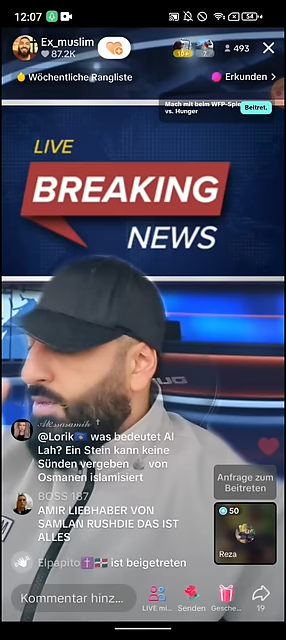 12:07
54
Ex_muslim
87.2K
10+
493
Wöchentliche Rangliste
Erkunden
Mach mit beim WFP-Spie
vs. Hunger
Beitret.
LIVE
BREAKING
NEWS
@Lorik was bedeutet Al
Lah? Ein Stein kann keine
Sünden vergeben von
Osmanen islamisiert
Anfrage zum
Beitreten
BOSS 187
AMIR LIEBHABER VON
SAMLAN RUSHDIE DAS IST
ALLES
50
Reza
Elpapito ist beigetreten
Kommentar hinz...
LIVE mi...
Senden
Gesche...
19